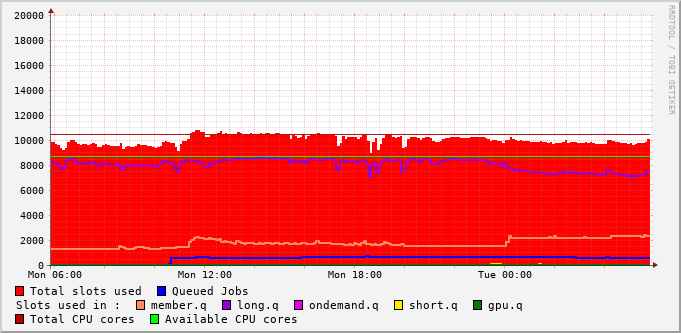 RRDTOOL / TOBI OETIKER
20000
18000
16000
14000
12000
10000
8000
6000
4000
2000
0
Mon 06:00 Mon 12:00 Mon 18:00 Tue 00:00
Total slots used Queued Jobs
Slots used in : member.q long.q ondemand.q short.q gpu.q
Total CPU cores Available CPU cores